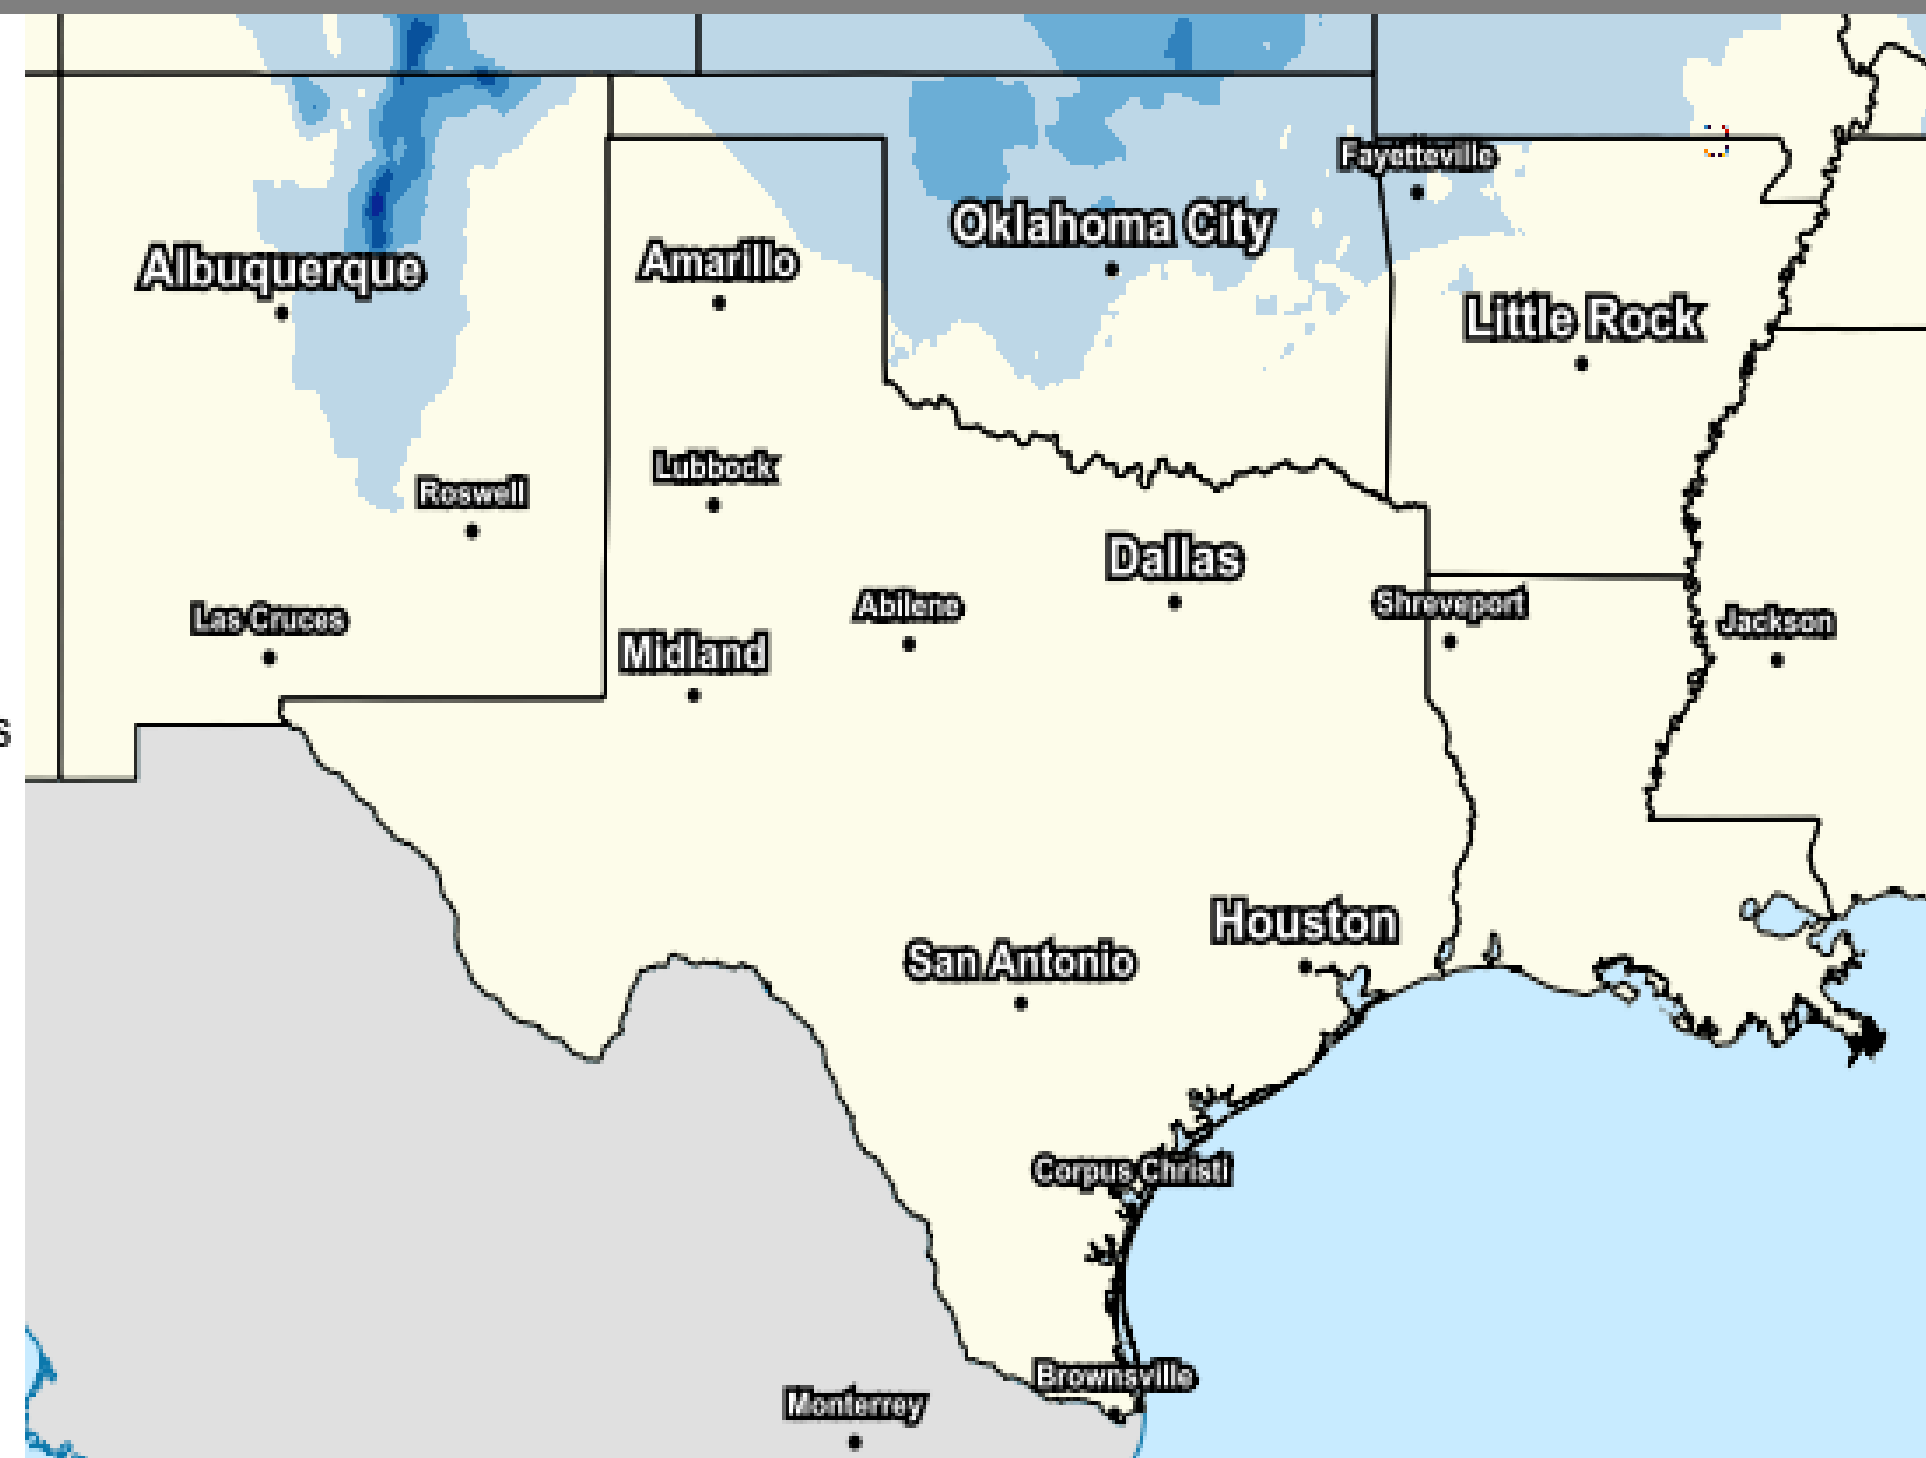 Fayetteville
Oklahoma City
Albuquerque
Amarillo
Little Rock
Lubbock
Roswell
Dallas
Abilene
Shreveport
Las Cruces
Jackson
Midland
s
Houston
San Antonio
Corpus Christi
Brownsville
Monterrey